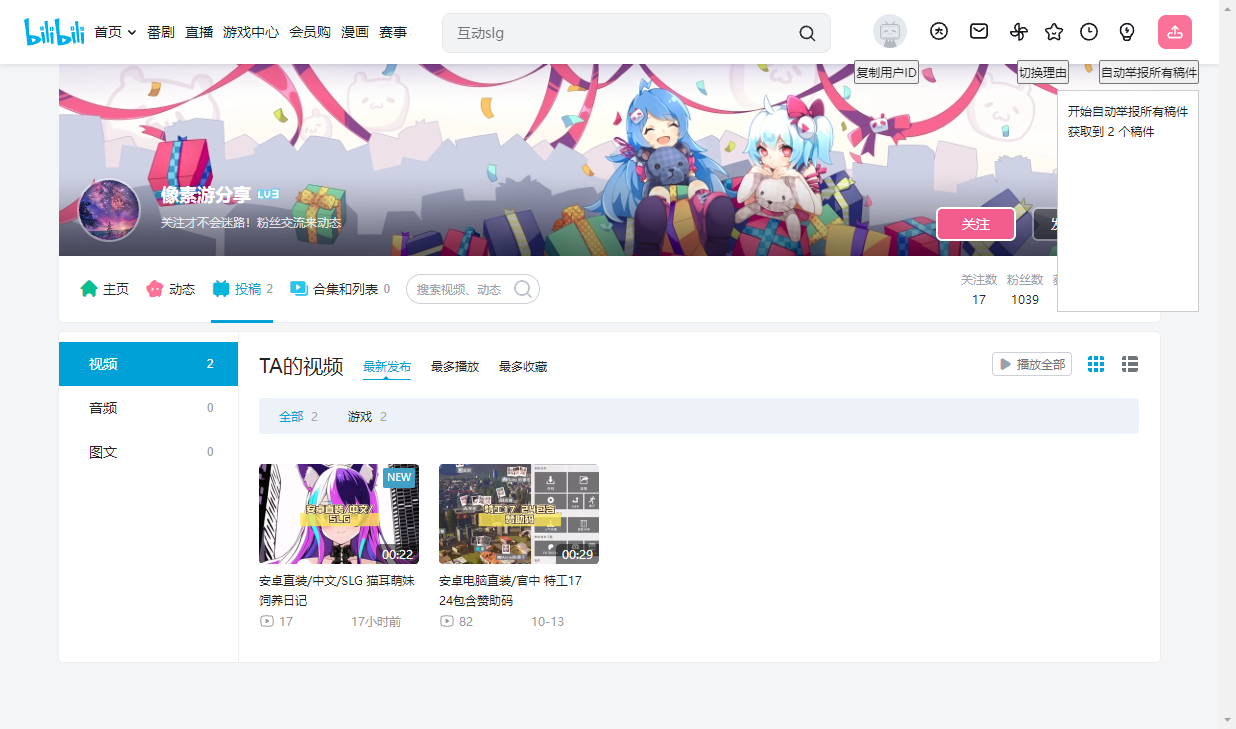 bilibili 首页 番剧 直播 游戏中心 会员购 漫画 赛事 互动slg
复制用户ID 切换理由 自动举报所有稿件
开始自动举报所有稿件
获取到 2 个稿件
像素游分享 LV3
关注才不会迷路！粉丝交流来动态
关注 发
主页 动态 投稿 2 合集和列表 0 搜索视频、动态
关注数 粉丝数
17 1039
视频 2
音频 0
图文 0
TA的视频 最新发布 最多播放 最多收藏 播放全部
全部 2 游戏 2
NEW
安卓直装/中文/
SLG
00:22
特工17 24包含
赞助码
00:29
安卓直装/中文/SLG 猫耳萌妹
饲养日记
17 17小时前
安卓电脑直装/官中 特工17
24包含赞助码
82 10-13